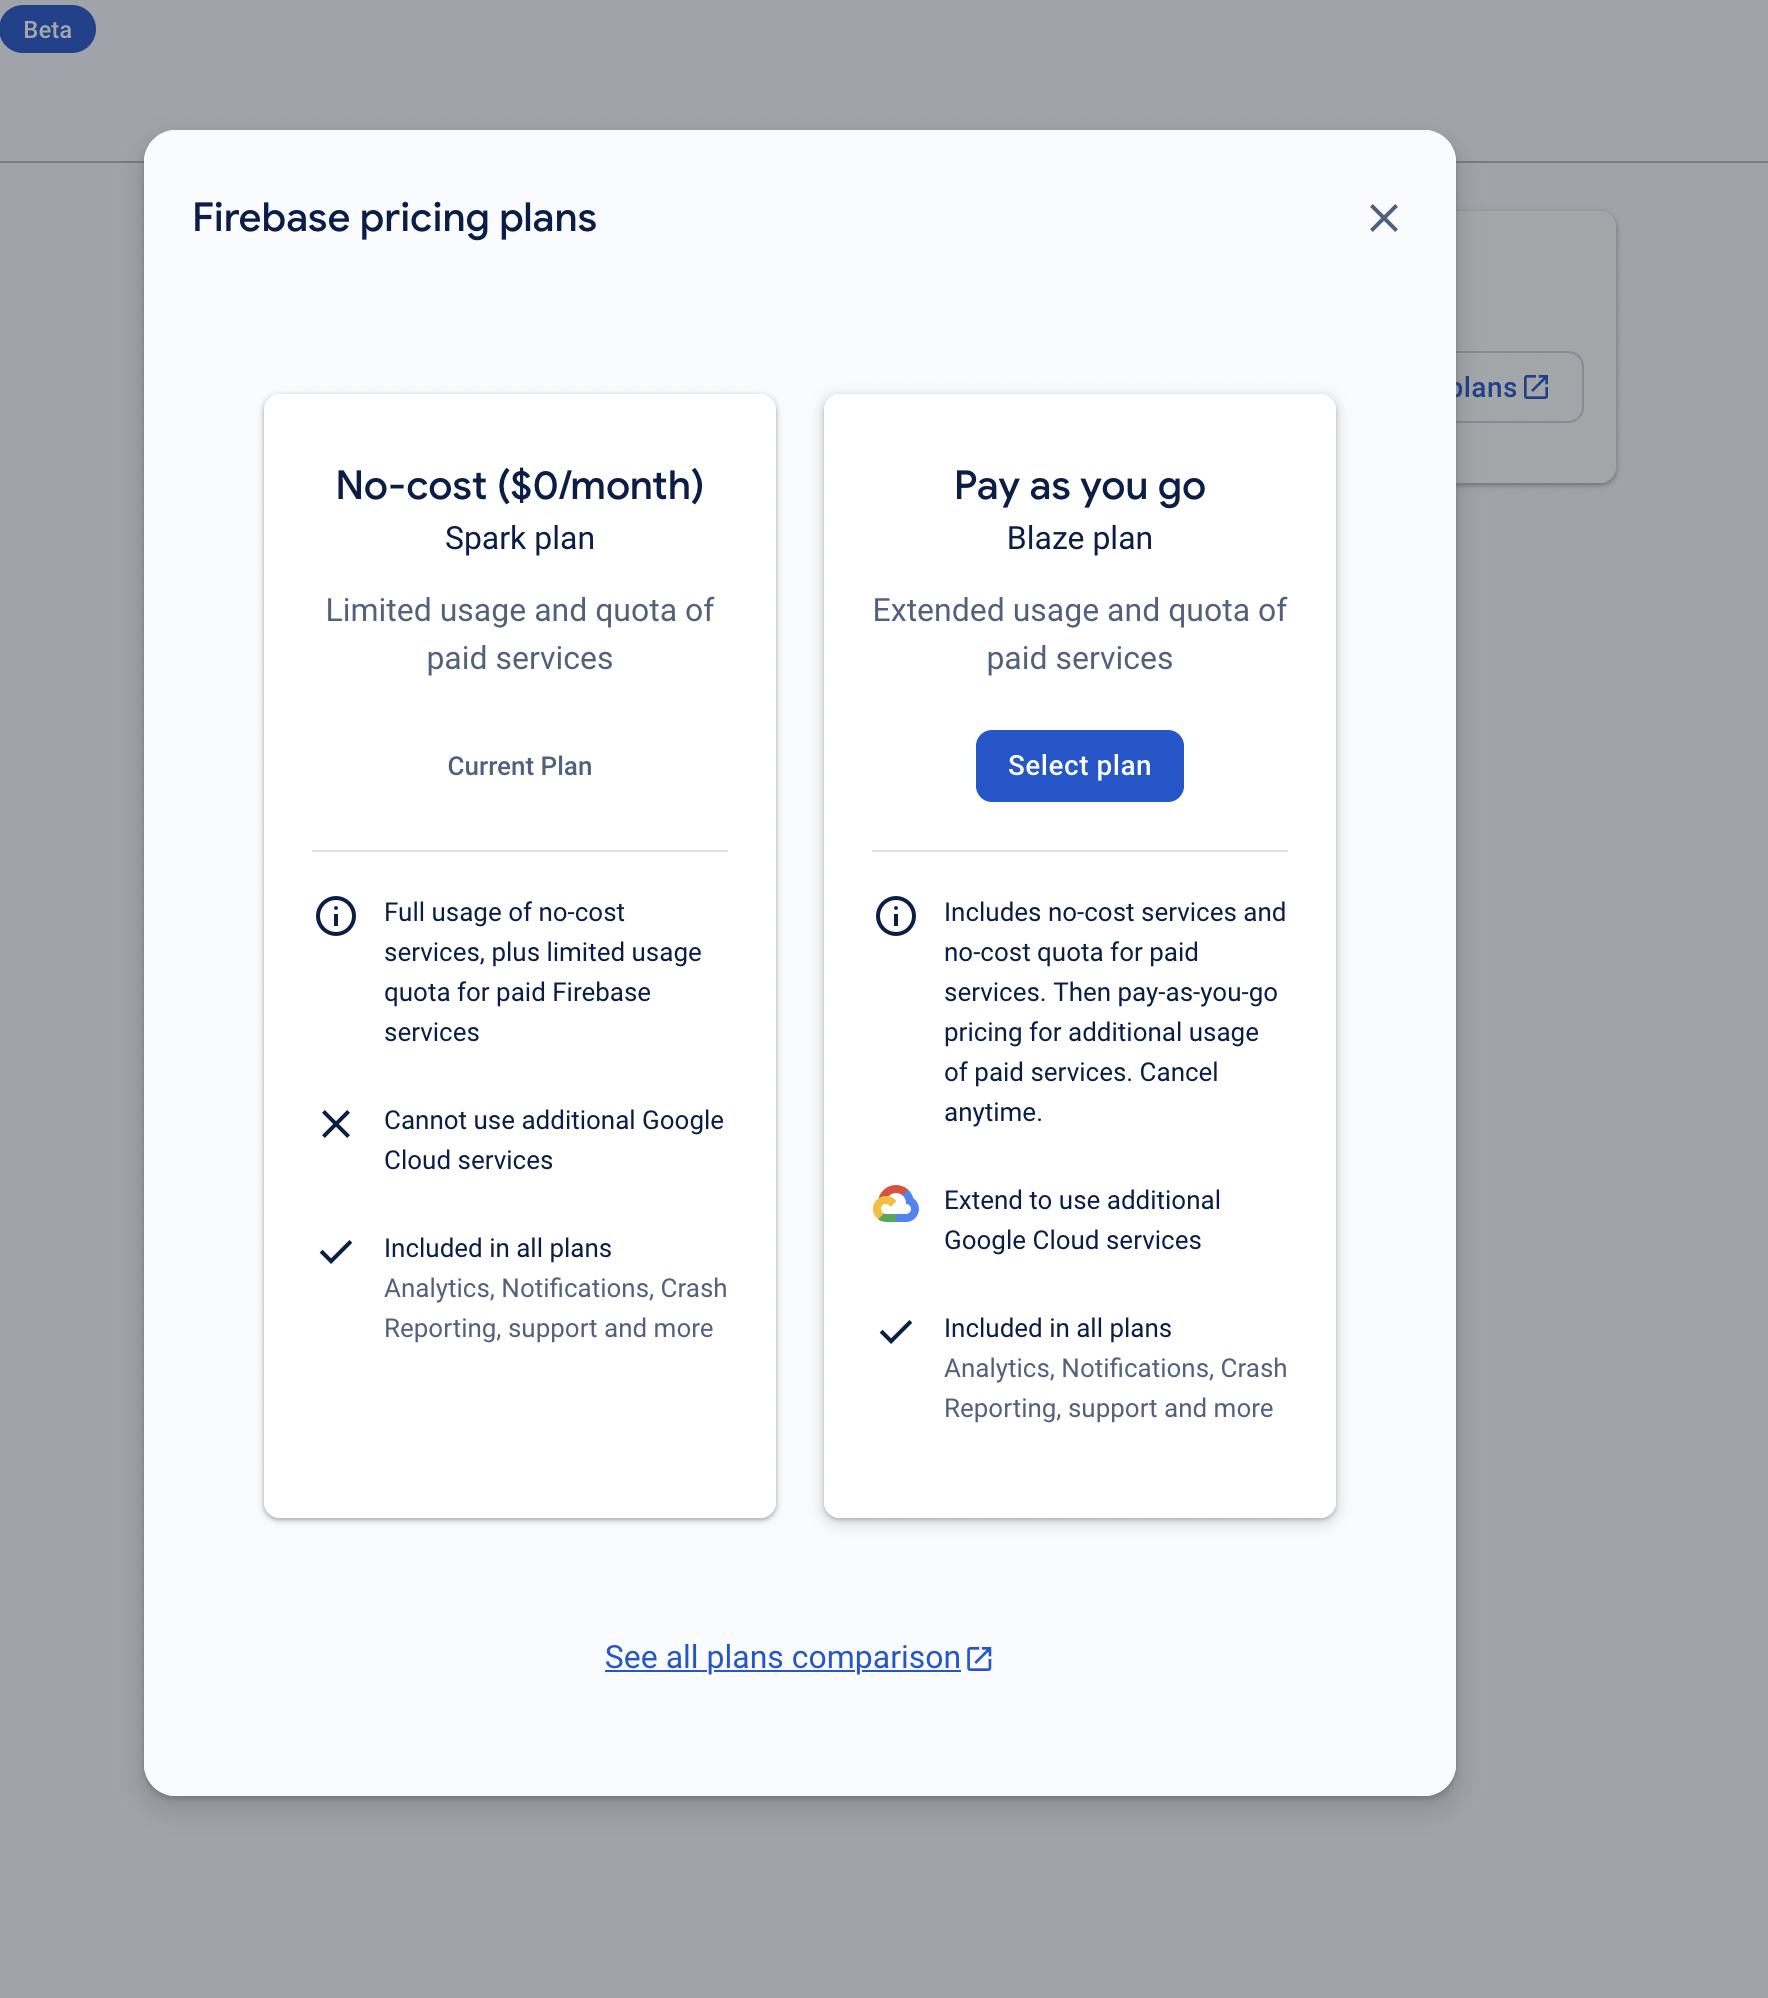 Beta
Firebase pricing plans
plans
No-cost ($0/month)
Spark plan
Limited usage and quota of
paid services
Current Plan
Full usage of no-cost
services, plus limited usage
quota for paid Firebase
services
Cannot use additional Google
Cloud services
Included in all plans
Analytics, Notifications, Crash
Reporting, support and more
Pay as you go
Blaze plan
Extended usage and quota of
paid services
Select plan
Includes no-cost services and
no-cost quota for paid
services. Then pay-as-you-go
pricing for additional usage
of paid services. Cancel
anytime.
Extend to use additional
Google Cloud services
Included in all plans
Analytics, Notifications, Crash
Reporting, support and more
See all plans comparison